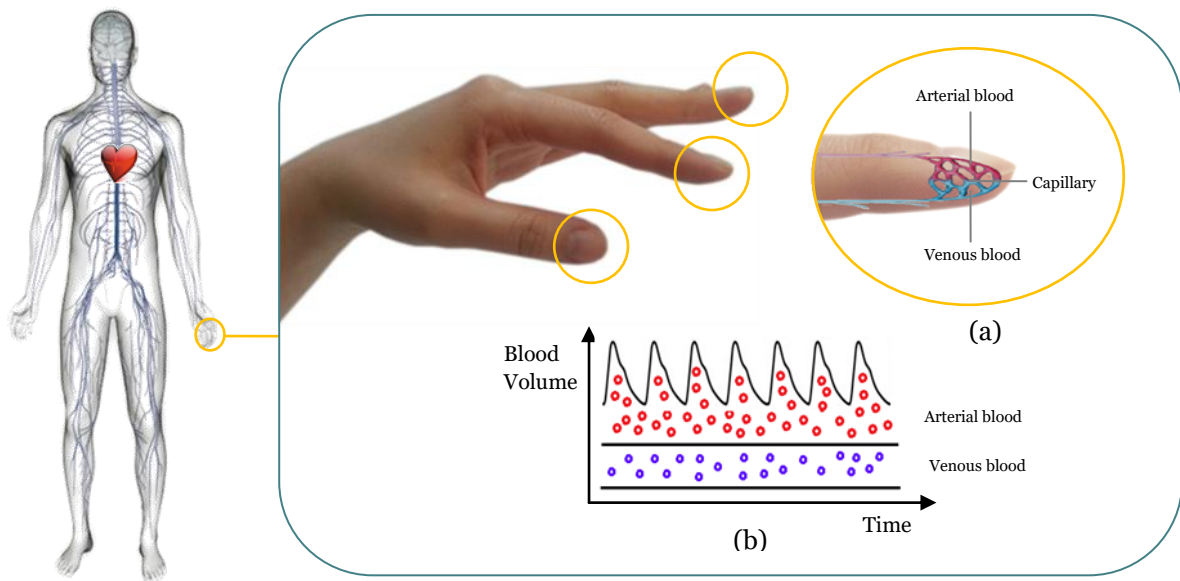 Arterial blood
Capillary
Venous blood
(a)
Blood
Volume
Arterial blood
Venous blood
Time
(b)